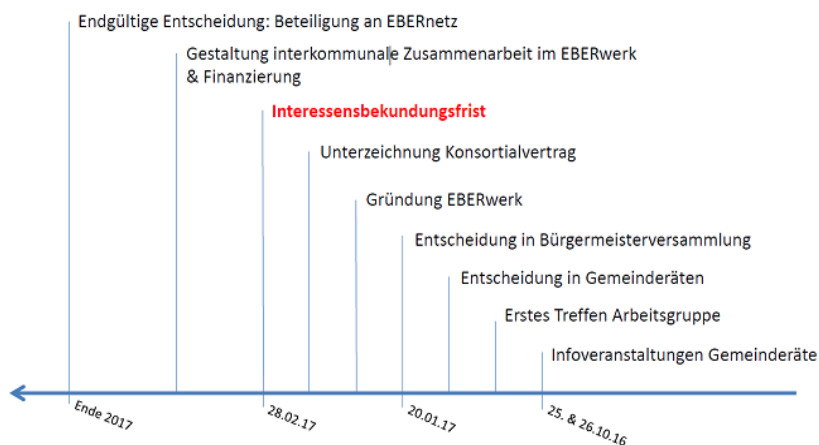 Endgültige Entscheidung: Beteiligung an EBERnetz
Gestaltung interkommunale Zusammenarbeit im EBERwerk
& Finanzierung
Interessensbekundungsfrist
Unterzeichnung Konsortialvertrag
Gründung EBERwerk
Entscheidung in Bürgermeisterversammlung
Entscheidung in Gemeinderäten
Erstes Treffen Arbeitsgruppe
Infoveranstaltungen Gemeinderäte
Ende 2017
28.02.17
20.01.17
25. & 26.10.16